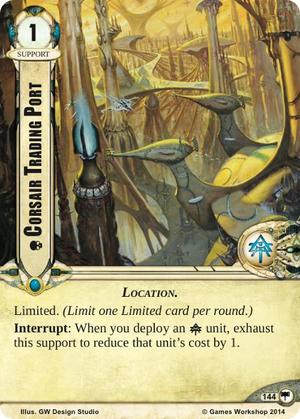 1
SUPPORT
CORSAIR TRADING PORT
LOCATION.
Limited. (Limit one Limited card per round.)
Interrupt: When you deploy an unit, exhaust
this support to reduce that unit's cost by 1.
144
Illus. GW Design Studio
© Games Workshop 2014